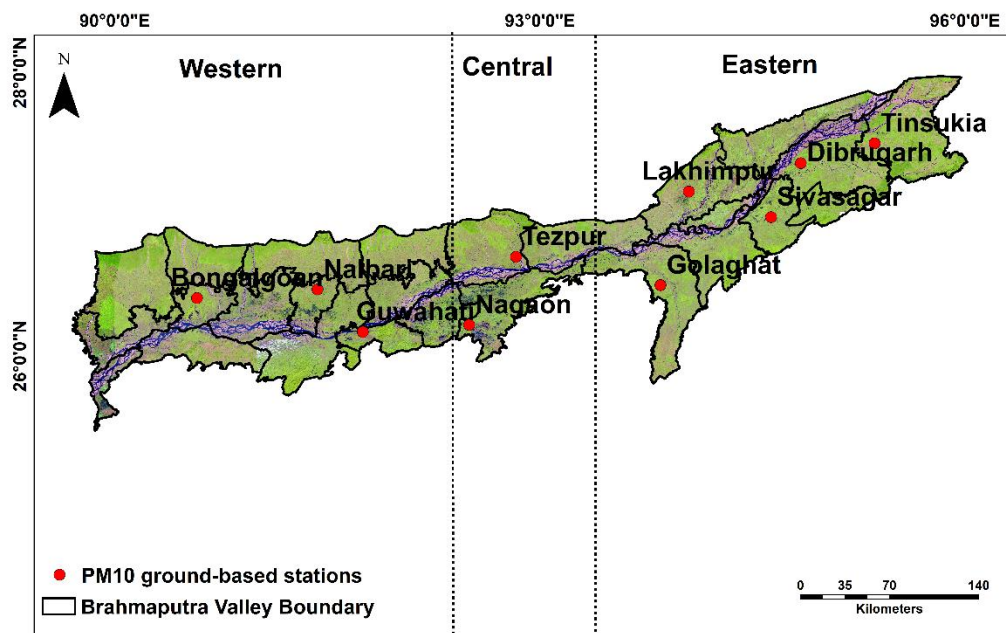 90°0'0"E
93°0'0"E
96°0'0"E
28°0'0"N
26°0'0"N
N
Western
Central
Eastern
Tinsukia
Dibrugarh
Lakhimpur
Sivasagar
Tezpur
Golaghat
Bongaigoan
Nalbari
Guwahati
Nagaon
PM10 ground-based stations
Brahmaputra Valley Boundary
0 35 70 140
Kilometers